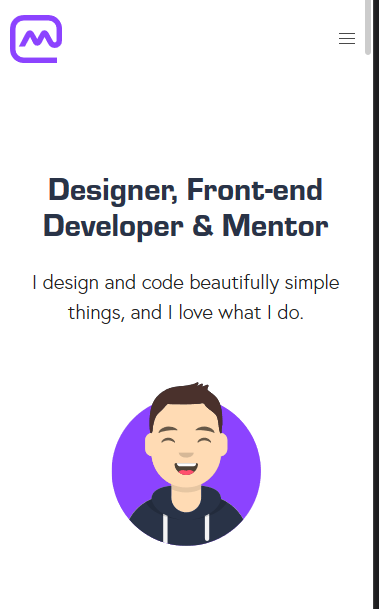 Designer, Front-end
Developer & Mentor
I design and code beautifully simple
things, and I love what I do.